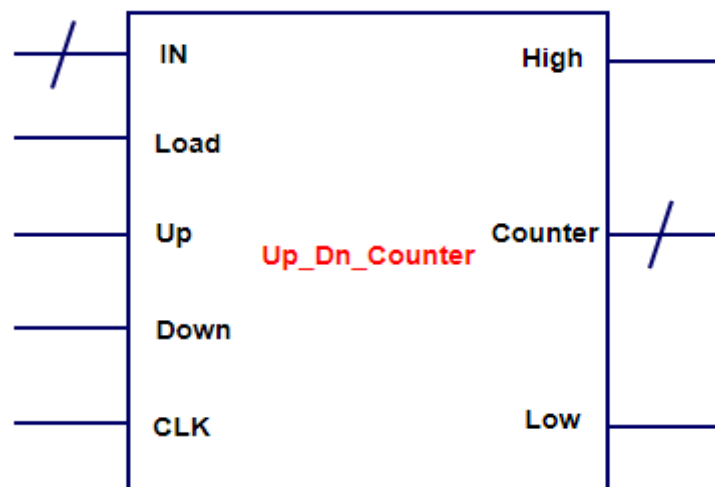 IN
High
Load
Up
Counter
Up_Dn_Counter
Down
CLK
Low